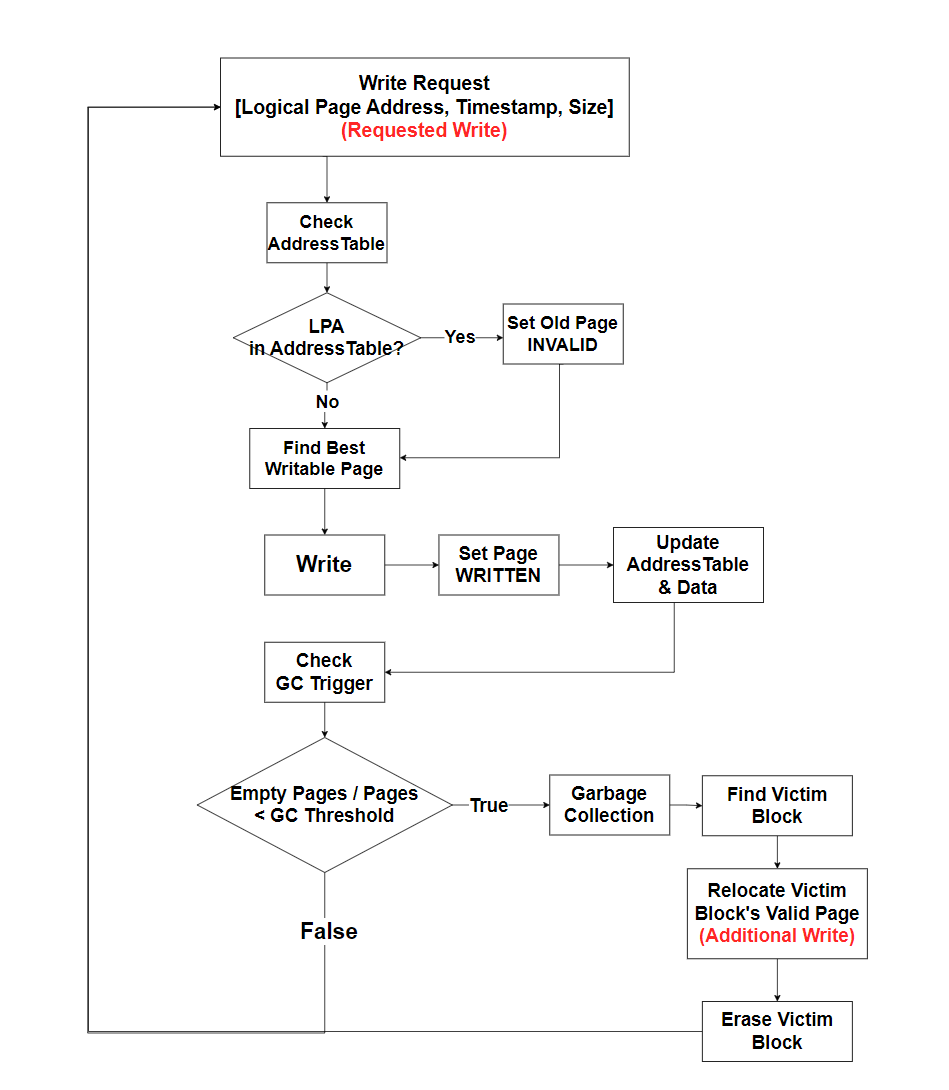 Write Request
[Logical Page Address, Timestamp, Size]
(Requested Write)
Check
AddressTable
LPA
in AddressTable?
Yes
Set Old Page
INVALID
No
Find Best
Writable Page
Write
Set Page
WRITTEN
Update
AddressTable
& Data
Check
GC Trigger
Empty Pages / Pages
< GC Threshold
True
Garbage
Collection
Find Victim
Block
Relocate Victim
Block's Valid Page
(Additional Write)
False
Erase Victim
Block